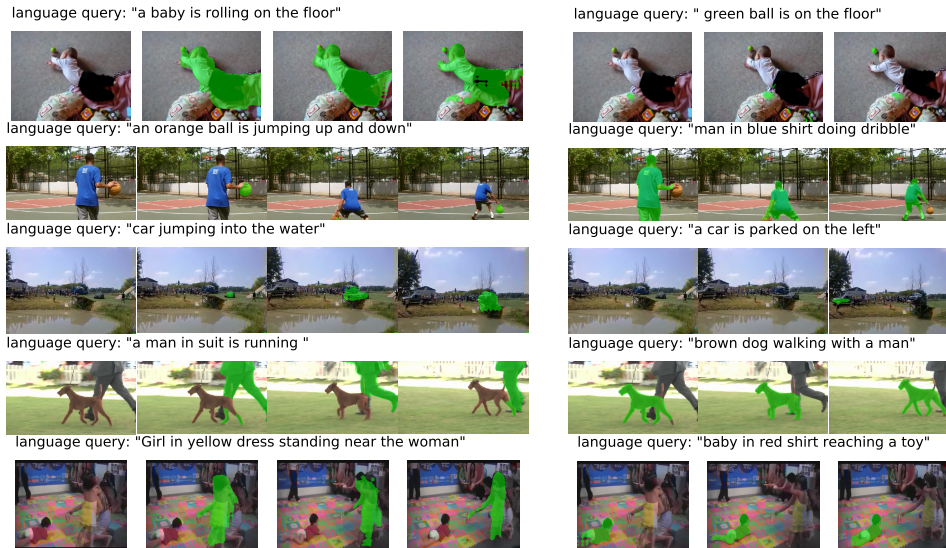 language query: "a baby is rolling on the floor"
language query: " green ball is on the floor"
language query: "an orange ball is jumping up and down"
language query: "man in blue shirt doing dribble"
language query: "car jumping into the water"
language query: "a car is parked on the left"
language query: "a man in suit is running "
language query: "brown dog walking with a man"
language query: "Girl in yellow dress standing near the woman"
language query: "baby in red shirt reaching a toy"